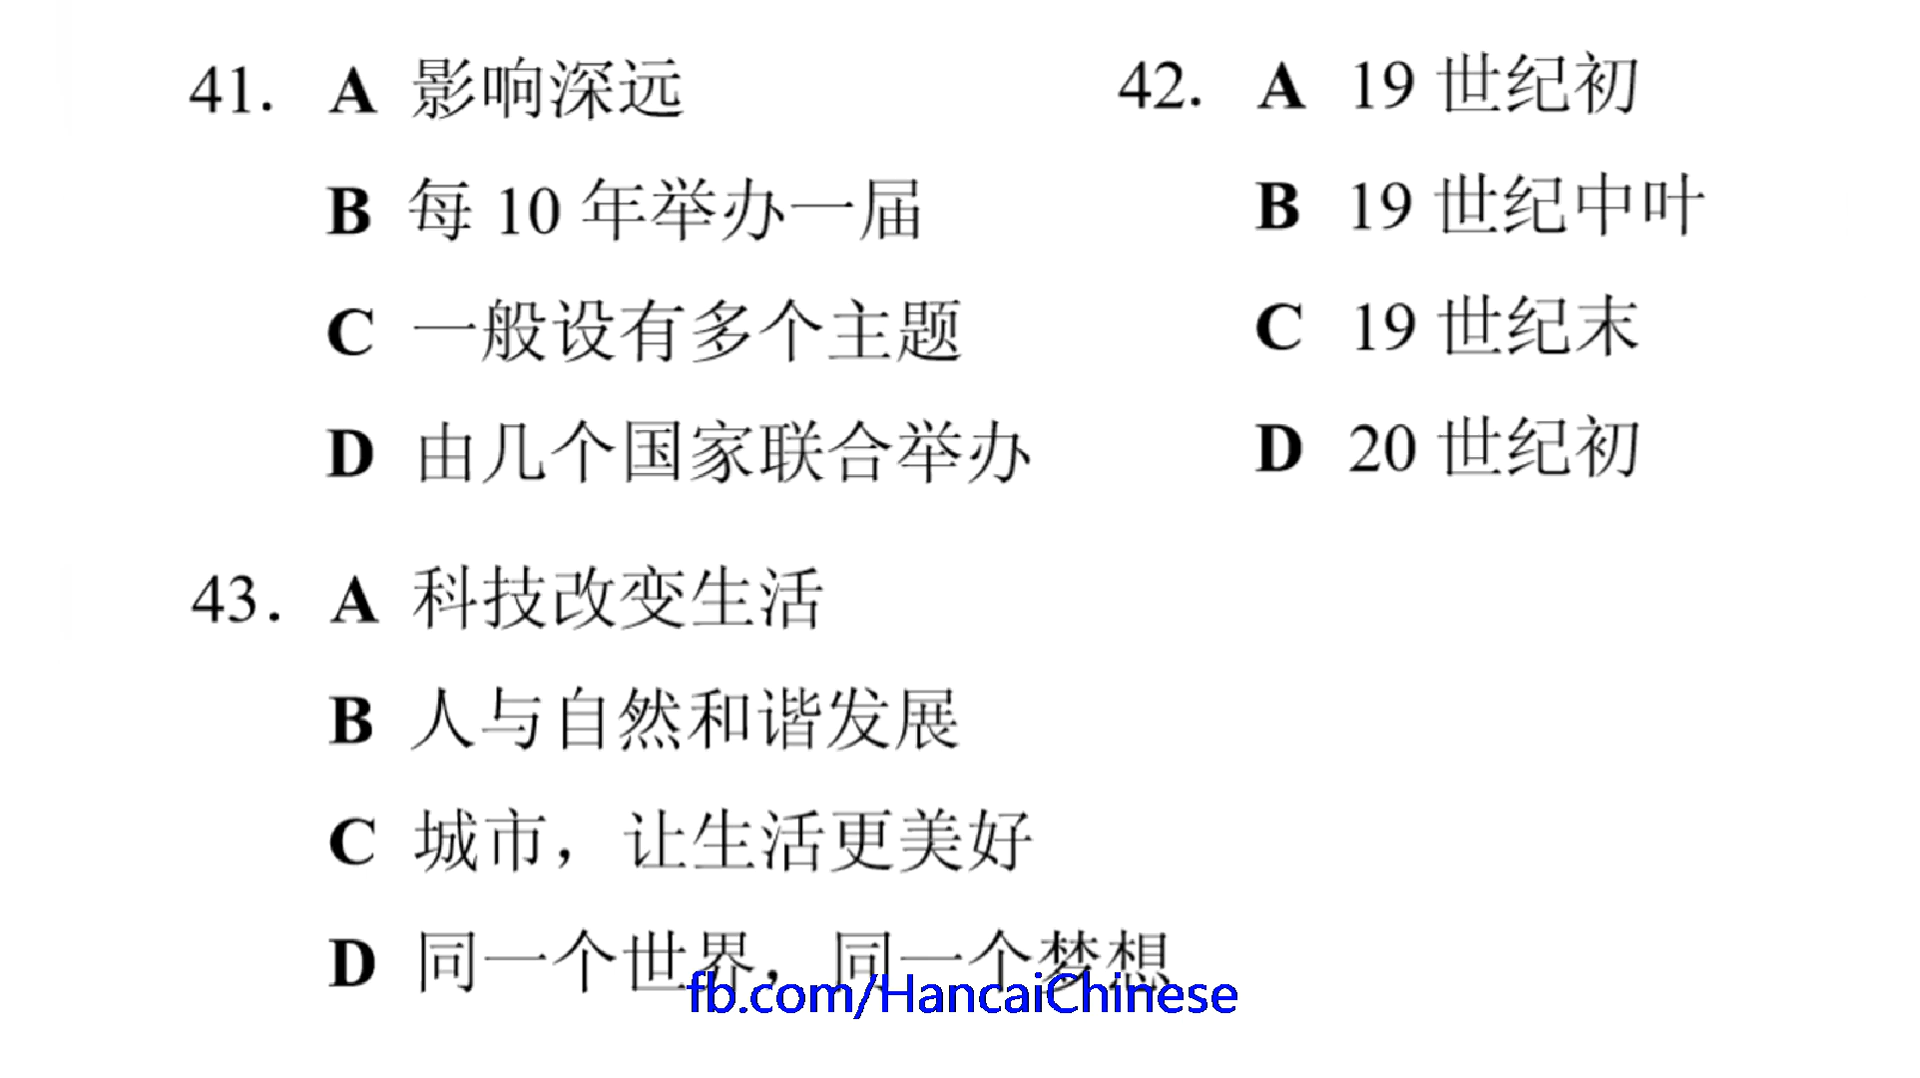 41. A 影响深远
B 每 10 年举办一届
C 一般设有多个主题
D 由几个国家联合举办
42. A 19 世纪初
B 19 世纪中叶
C 19 世纪末
D 20 世纪初
43. A 科技改变生活
B 人与自然和谐发展
C 城市，让生活更美好
D 同一个世界，同一个梦想
fb.com/HancaiChinese